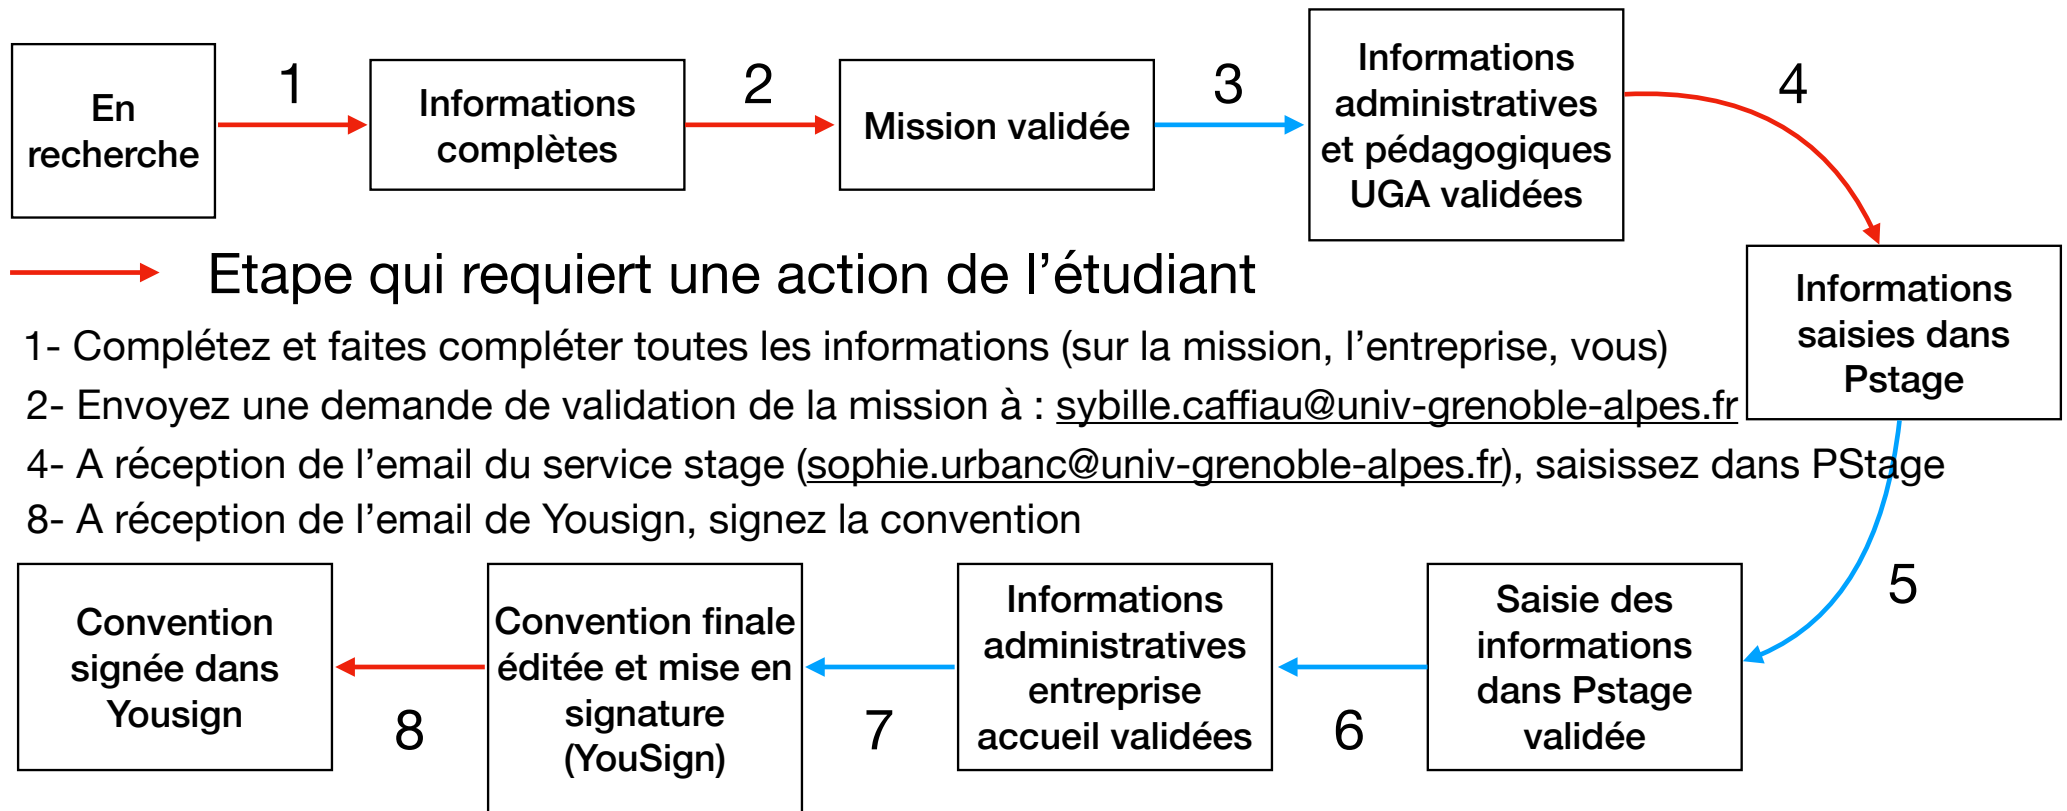 En
recherche
1
Informations
complètes
2
Mission validée
3
Informations
administratives
et pédagogiques
UGA validées
4
Etape qui requiert une action de l’étudiant
Informations
saisies dans
Pstage
1- Complétez et faites compléter toutes les informations (sur la mission, l’entreprise, vous)
2- Envoyez une demande de validation de la mission à : sybille.caffiau@univ-grenoble-alpes.fr
4- A réception de l’email du service stage (sophie.urbanc@univ-grenoble-alpes.fr), saisissez dans PStage
8- A réception de l’email de Yousign, signez la convention
5
Saisie des
informations
dans Pstage
validée
6
Informations
administratives
entreprise
accueil validées
7
Convention finale
éditée et mise en
signature
(YouSign)
8
Convention
signée dans
Yousign